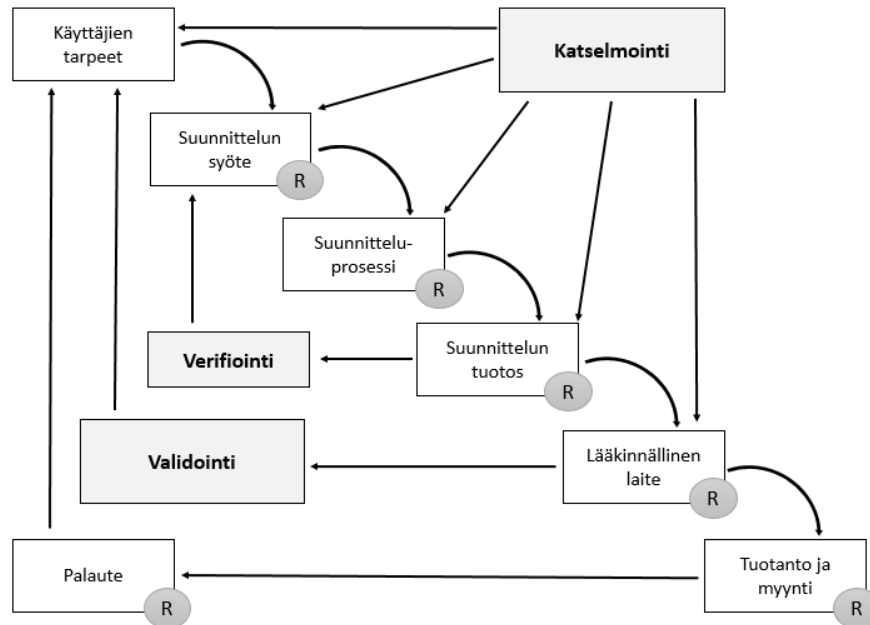 Käyttäjien
tarpeet
Katselmointi
Suunnittelun
syöte
R
Suunnittelu-
prosessi
R
Verifiointi
Suunnittelun
tuotos
R
Validointi
Lääkinnällinen
laite
R
Palaute
R
Tuotanto ja
myynti
R